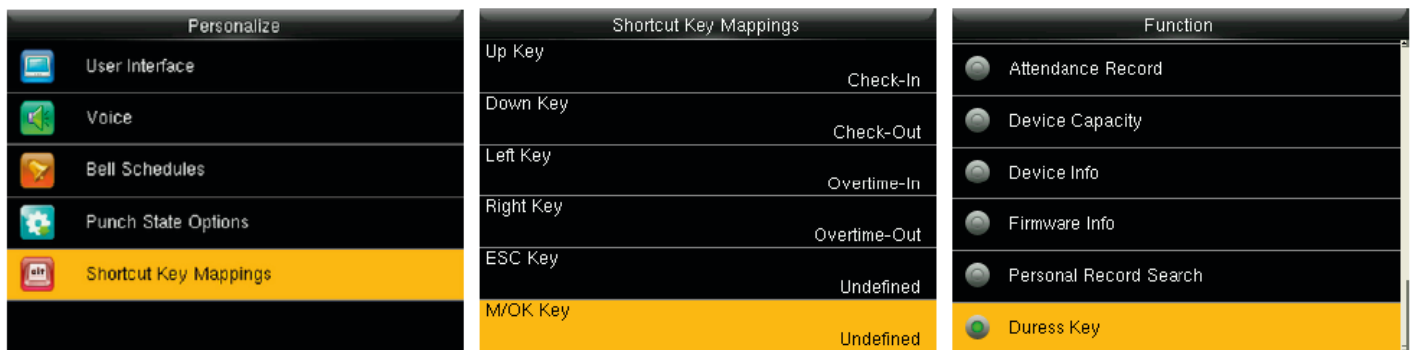 Personalize
User Interface
Voice
Bell Schedules
Punch State Options
Shortcut Key Mappings
Shortcut Key Mappings
Up Key
Check-In
Down Key
Check-Out
Left Key
Overtime-In
Right Key
Overtime-Out
ESC Key
Undefined
M/OK Key
Undefined
Function
Attendance Record
Device Capacity
Device Info
Firmware Info
Personal Record Search
Duress Key